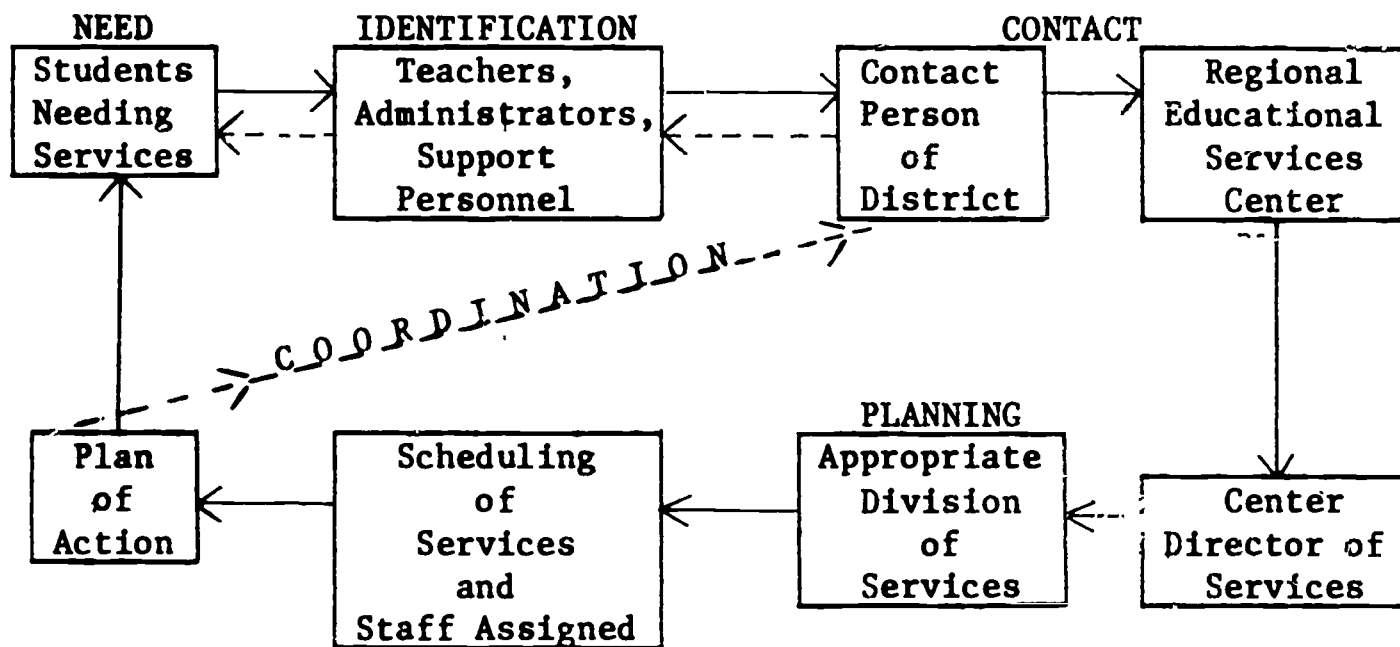 NEED
Students
Needing
Services
IDENTIFICATION
Teachers,
Administrators,
Support
Personnel
CONTACT
Contact
Person
of
District
Regional
Educational
Services
Center
COORDINATION
Plan
of
Action
Scheduling
of
Services
and
Staff Assigned
PLANNING
Appropriate
Division
of
Services
Center
Director of
Services